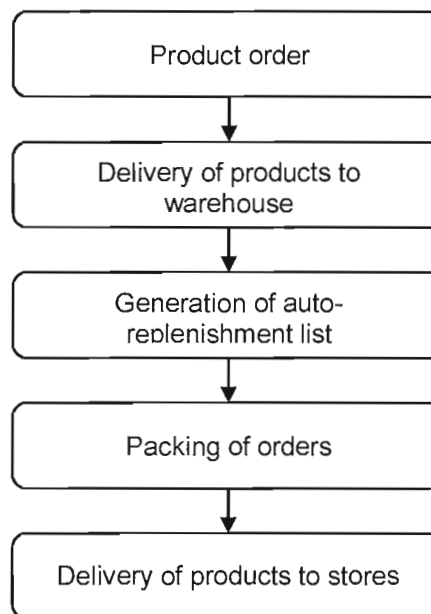 Product order
Delivery of products to
warehouse
Generation of auto-
replenishment list
Packing of orders
Delivery of products to stores